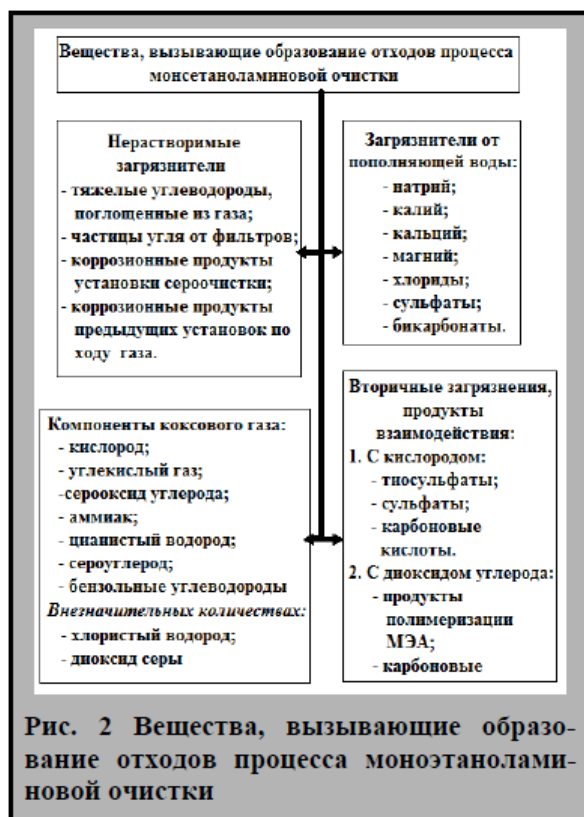 Вещества, вызывающие образование отходов процесса
монсетаноламиновой очистки
Нерастворимые
загрязнители
- тяжелые углеводороды,
поглощенные из газа;
- частицы угля от фильтров;
- коррозионные продукты
установки сероочистки;
- коррозионные продукты
предыдущих установок по
ходу газа.
Загрязнители от
пополняющей воды:
- натрий;
- калий;
- кальций;
- магний;
- хлориды;
- сульфаты;
- бикарбонаты.
Компоненты коксового газа:
- кислород;
- углекислый газ;
-серооксид углерода;
- аммиак;
- цианистый водород;
- сероуглерод;
- бензольные углеводороды
Внезначительных количествах:
- хлористый водород;
- диоксид серы
Вторичные загрязнения,
продукты
взаимодействия:
1. С кислородом:
- тиосульфаты;
- сульфаты;
- карбоновые
кислоты.
2. С диоксидом углерода:
- продукты
полимеризации
МЭА;
- карбоновые
Рис. 2 Вещества, вызывающие образо-
вание отходов процесса моноэтанолами-
новой очистки